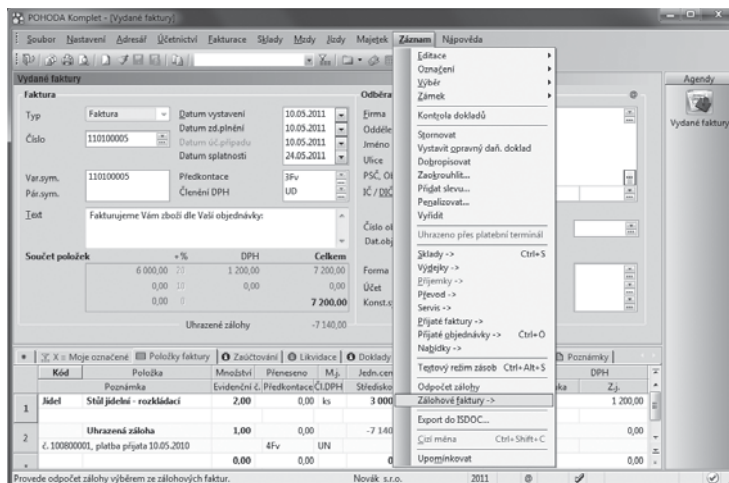 POHODA Komplet - [Vydané faktury]
Soubor Nastavení Adresář Účetnictví Fakturace Sklady Mzdy Jízdy Majetek Záznam Nápověda
Vydané faktury
Agendy
Vydané faktury
Faktura
Typ Faktura
Číslo 110100005
Datum vystavení 10.05.2011
Datum zd.plnění 10.05.2011
Datum úč.případu 10.05.2011
Datum splatnosti 24.05.2011
Var.sym. 110100005
Pár.sym.
Předkontace 3Fv
Členění DPH UD
Text Fakturujeme Vám zboží dle Vaší objednávky:
Součet položek +% DPH Celkem
6 000,00 20 1 200,00 7 200,00
0,00 10 0,00 0,00
0,00 0 7 200,00
Uhrazené zálohy -7 140,00
Odběra
Firma
Odděle
Jméno
Ulice
PSČ, Ob
IČ / DIČ
Číslo ob
Dat.obj
Forma
Účet
Konst.s
Editace
Označení
Výběr
Zámek
Kontrola dokladů
Stornovat
Vystavit opravný daň. doklad
Dobropisovat
Zaokrouhlit...
Přidat slevu...
Penalizovat...
Vyřídit
Uhrazeno přes platební terminál
Sklady -> Ctrl+S
Výdejky ->
Příjemky ->
Převod ->
Servis ->
Přijaté faktury ->
Přijaté objednávky -> Ctrl+O
Nabídky ->
Textový režim zásob Ctrl+Alt+S
Odpočet zálohy
Zálohové faktury ->
Export do ISDOC...
Cizí měna Ctrl+Shift+C
Upomínkovat
X = Moje označené Položky faktury Zaúčtování Likvidace Doklady Poznámky
Kód Položka Množství Přeneseno M.j. Jedn.cen DPH
Poznámka Evidenční č. Předkontace Čl.DPH Středisko ka Z.j.
1 Jídel Stůl jídelní - rozkládací 2,00 0,00 ks 3 000 1 200,00
2 Uhrazená záloha 1,00 0,00 -7 14 0,00
č. 100800001, platba přijata 10.05.2010 4Fv UN
0,00 0,00 0 0,00
Provede odpočet zálohy výběrem ze zálohových faktur. Novák s.r.o. 2011 @